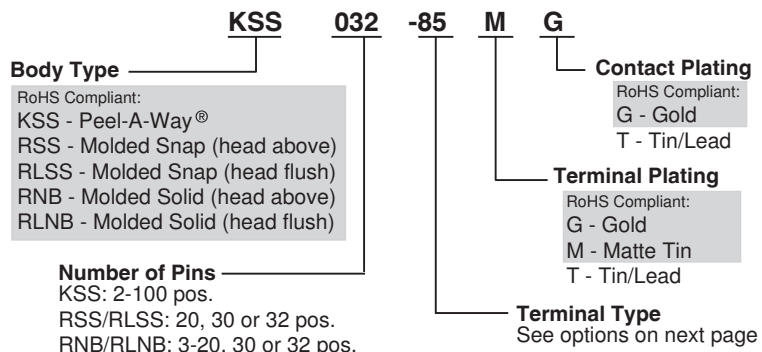 KSS 032 -85 M G
Body Type
RoHS Compliant:
KSS - Peel-A-Way®
RSS - Molded Snap (head above)
RLSS - Molded Snap (head flush)
RNB - Molded Solid (head above)
RLNB - Molded Solid (head flush)
Number of Pins
KSS: 2-100 pos.
RSS/RLSS: 20, 30 or 32 pos.
RNB/RLNB: 3-20, 30 or 32 pos.
Contact Plating
RoHS Compliant:
G - Gold
T - Tin/Lead
Terminal Plating
RoHS Compliant:
G - Gold
M - Matte Tin
T - Tin/Lead
Terminal Type
See options on next page